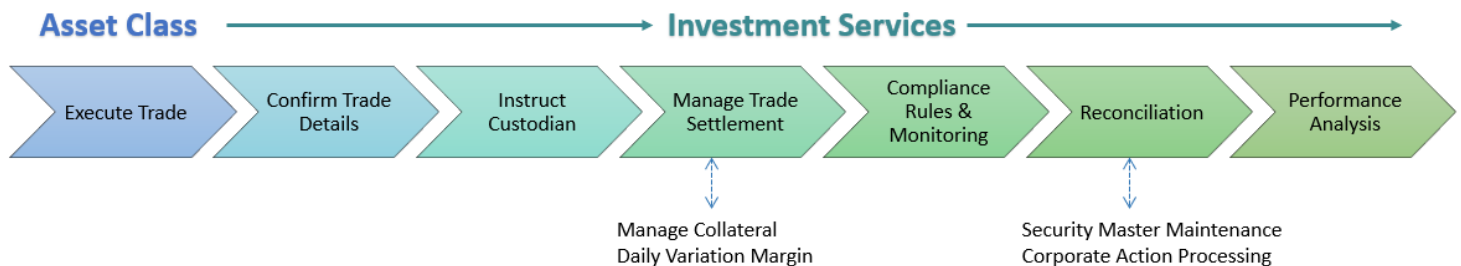 Asset Class
Investment Services
Execute Trade
Confirm Trade
Details
Instruct
Custodian
Manage Trade
Settlement
Compliance
Rules &
Monitoring
Reconciliation
Performance
Analysis
Manage Collateral
Daily Variation Margin
Security Master Maintenance
Corporate Action Processing